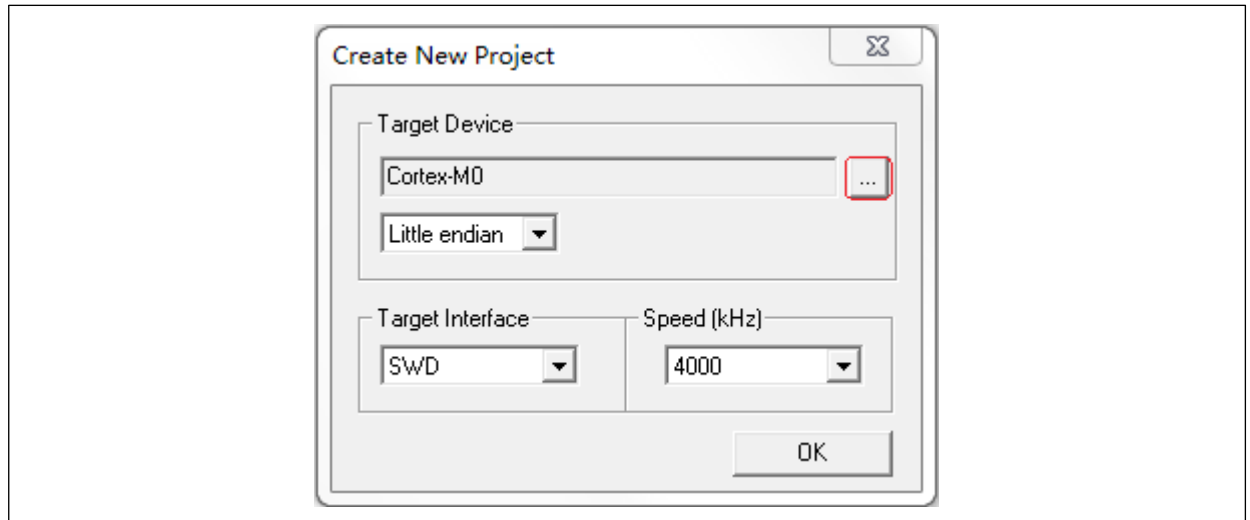 Create New Project
Target Device
Cortex-M0
...
Little endian
Target Interface
Speed (kHz)
SWD
4000
OK